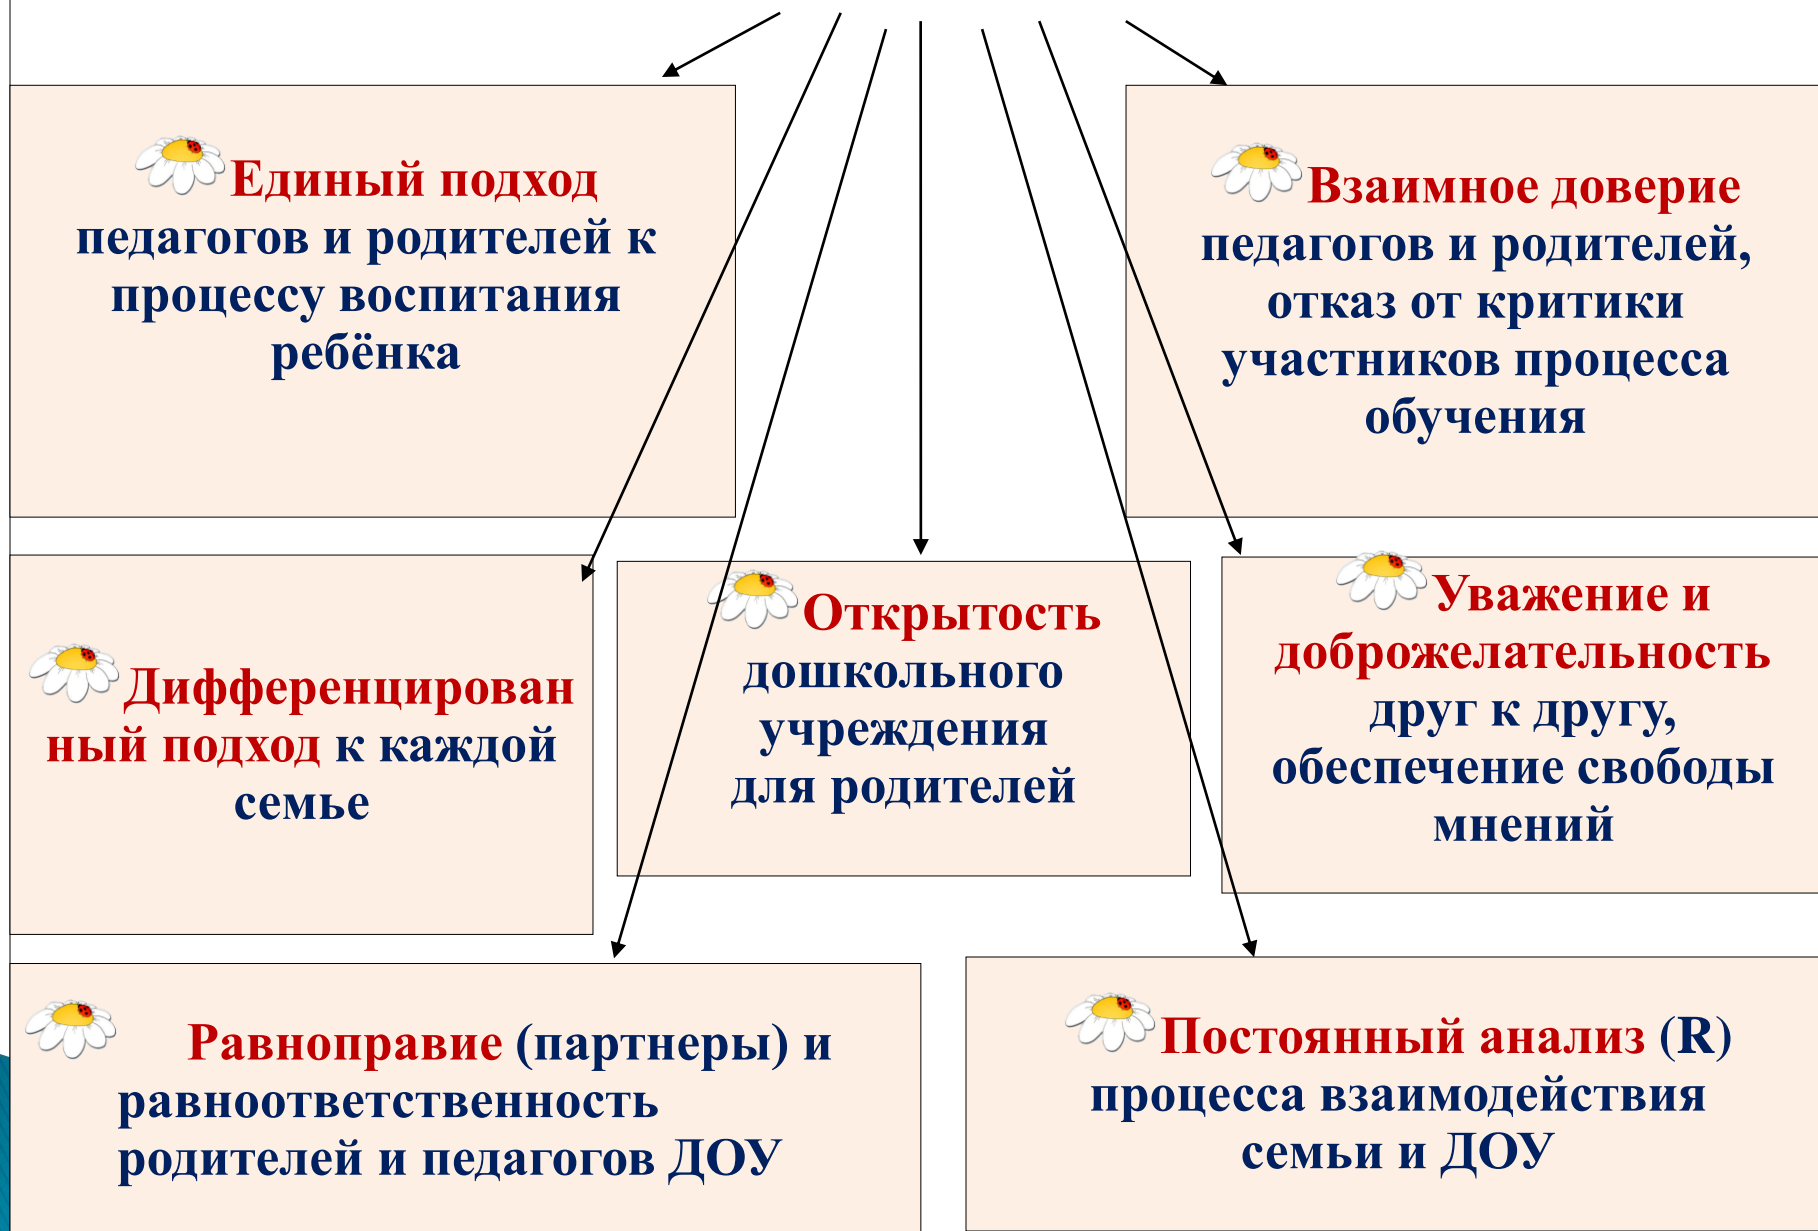 Единый подход
педагогов и родителей к
процессу воспитания
ребёнка
Взаимное доверие
педагогов и родителей,
отказ от критики
участников процесса
обучения
Дифференцирован
ный подход к каждой
семье
Открытость
дошкольного
учреждения
для родителей
Уважение и
доброжелательность
друг к другу,
обеспечение свободы
мнений
Равноправие (партнеры) и
равноответственность
родителей и педагогов ДОУ
Постоянный анализ (R)
процесса взаимодействия
семьи и ДОУ